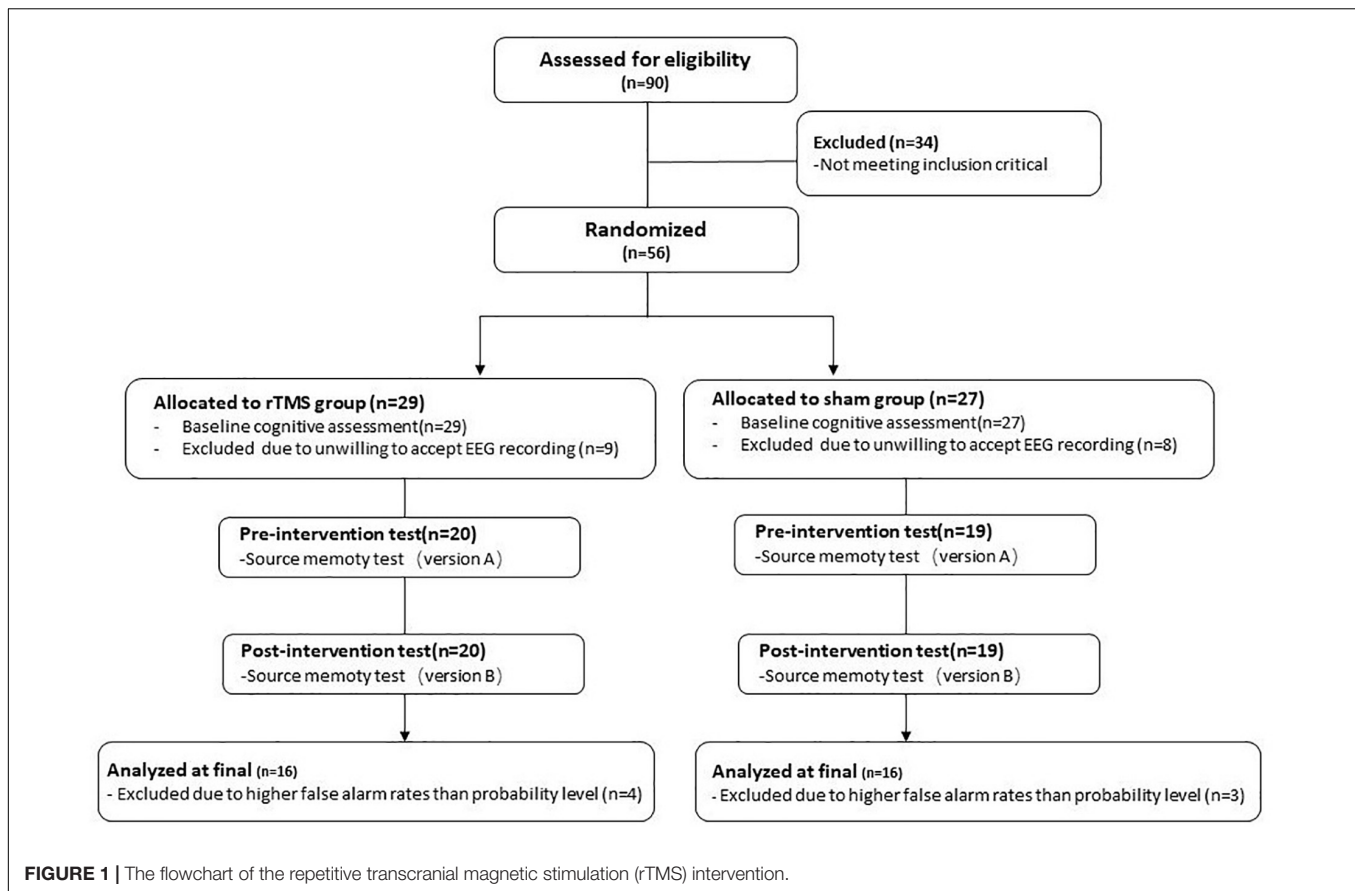 Assessed for eligibility
(n=90)
Excluded (n=34)
-Not meeting inclusion critical
Randomized
(n=56)
Allocated to rTMS group (n=29)
- Baseline cognitive assessment(n=29)
- Excluded due to unwilling to accept EEG recording (n=9)
Allocated to sham group (n=27)
- Baseline cognitive assessment(n=27)
- Excluded due to unwilling to accept EEG recording (n=8)
Pre-intervention test(n=20)
-Source memoty test （version A）
Pre-intervention test(n=19)
-Source memoty test （version A）
Post-intervention test(n=20)
-Source memoty test （version B）
Post-intervention test(n=19)
-Source memoty test （version B）
Analyzed at final (n=16)
- Excluded due to higher false alarm rates than probability level (n=4)
Analyzed at final (n=16)
- Excluded due to higher false alarm rates than probability level (n=3)
FIGURE 1 | The flowchart of the repetitive transcranial magnetic stimulation (rTMS) intervention.